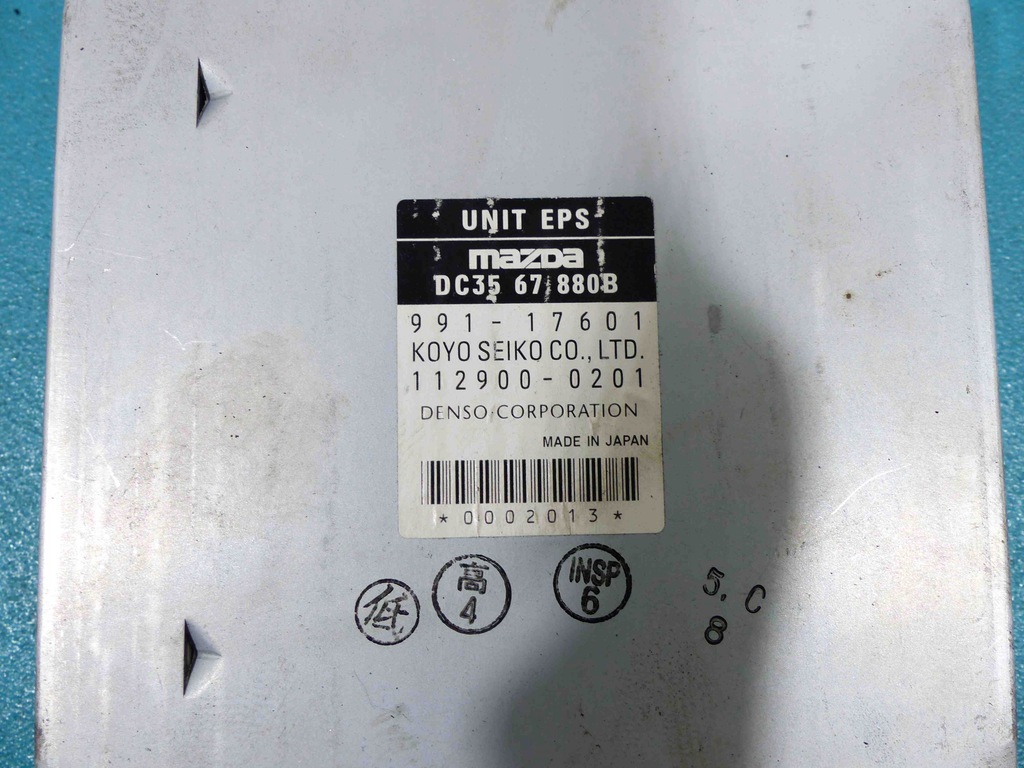 UNIT EPS
mazda
DC35 67 880B
991-17601
KOYO SEIKO CO., LTD.
112900-0201
DENSO CORPORATION
MADE IN JAPAN
*0002013*
低
高
4
INSP
6
5. C
8